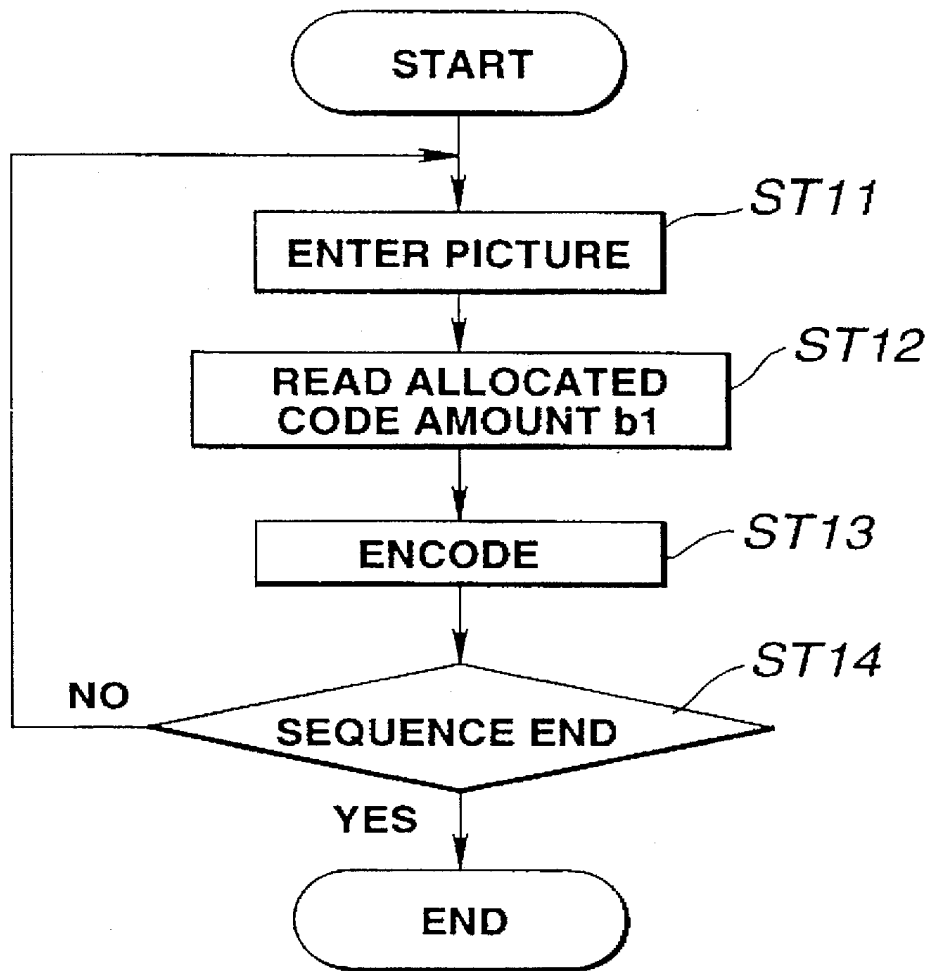 START
ST11
ENTER PICTURE
ST12
READ ALLOCATED
CODE AMOUNT b1
ST13
ENCODE
ST14
NO
SEQUENCE END
YES
END